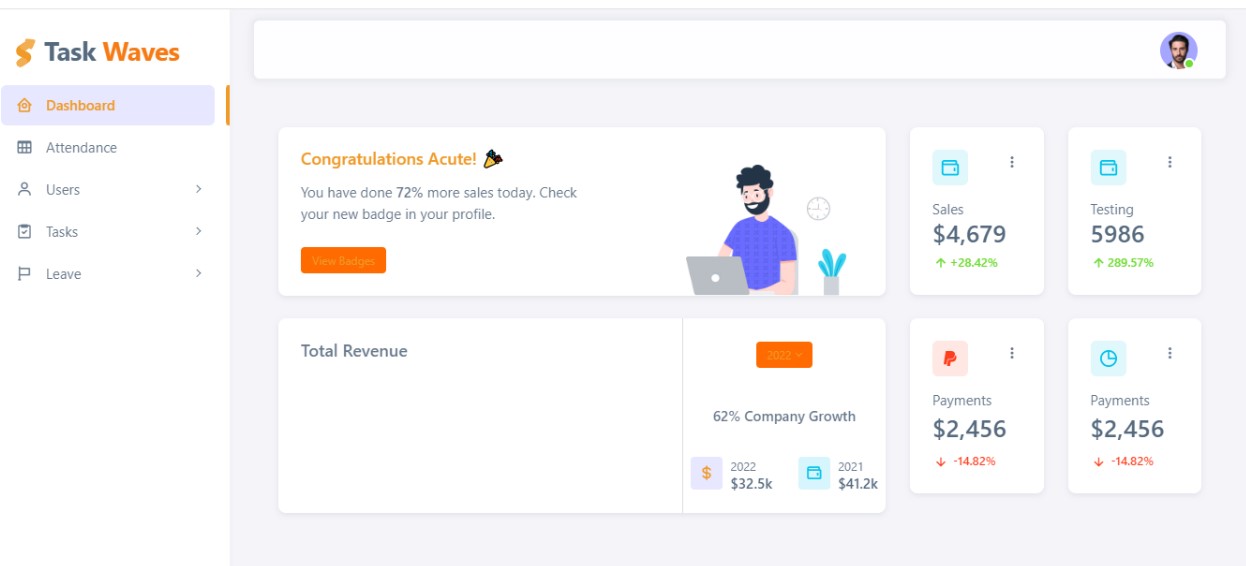 Task Waves
Dashboard
Attendance
Users
Tasks
Leave
Congratulations Acute!
You have done 72% more sales today. Check
your new badge in your profile.
View Badges
Sales
$4,679
+28.42%
Testing
5986
289.57%
Total Revenue
2022
62% Company Growth
2022
$32.5k
2021
$41.2k
Payments
$2,456
-14.82%
Payments
$2,456
-14.82%